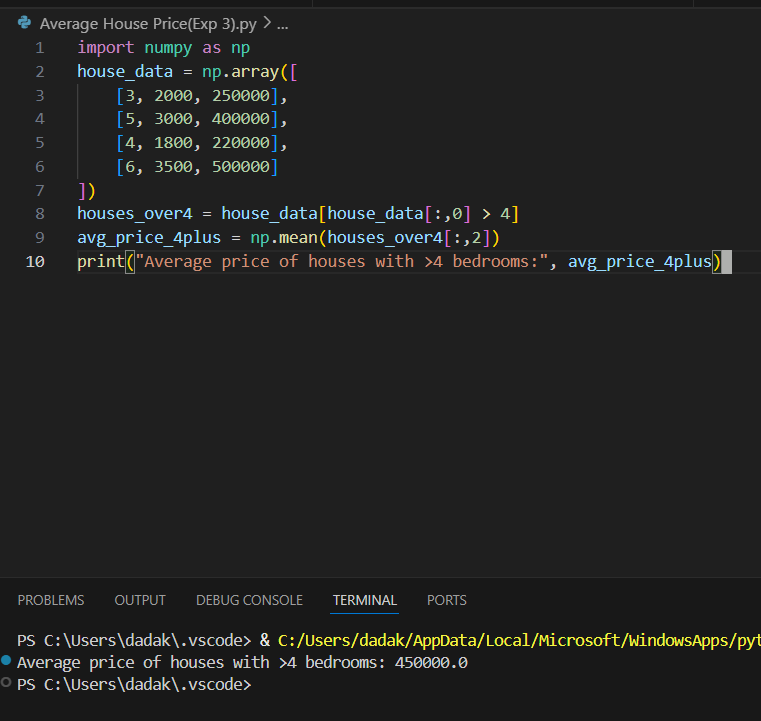 Average House Price(Exp 3).py > ...
1 import numpy as np
2 house_data = np.array([
3     [3, 2000, 250000],
4     [5, 3000, 400000],
5     [4, 1800, 220000],
6     [6, 3500, 500000]
7 ])
8 houses_over4 = house_data[house_data[:,0] > 4]
9 avg_price_4plus = np.mean(houses_over4[:,2])
10 print("Average price of houses with >4 bedrooms:", avg_price_4plus)
PROBLEMS OUTPUT DEBUG CONSOLE TERMINAL PORTS
PS C:\Users\dadak\.vscode> & C:/Users/dadak/AppData/Local/Microsoft/WindowsApps/pyt
Average price of houses with >4 bedrooms: 450000.0
PS C:\Users\dadak\.vscode>